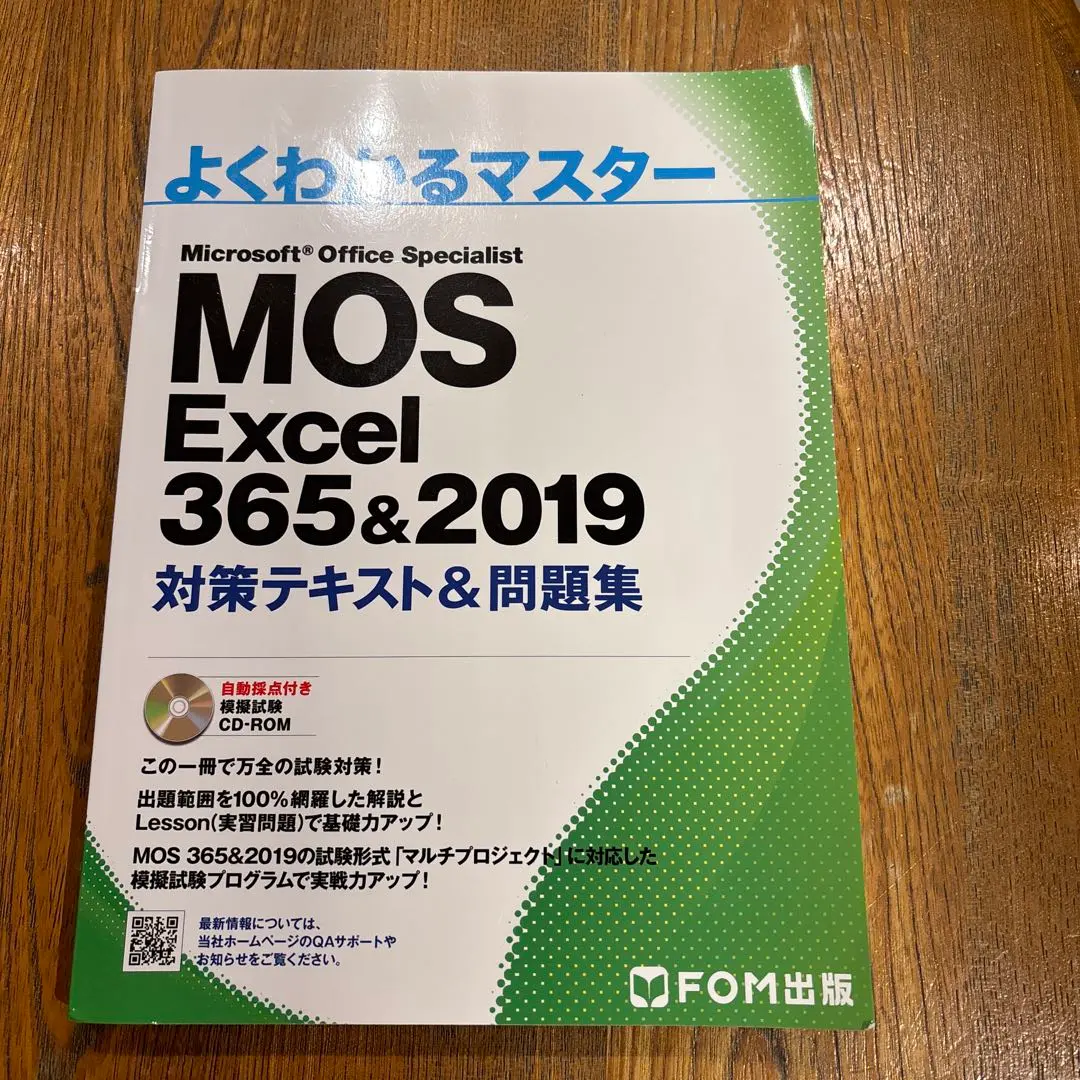 よくわかるマスター
Microsoft® Office Specialist
MOS
Excel
365&2019
対策テキスト&問題集
自動採点付き
模擬試験
CD-ROM
この一冊で万全の試験対策!
出題範囲を100%網羅した解説と
Lesson(実習問題)で基礎力アップ!
MOS 365&2019の試験形式「マルチプロジェクト」に対応した
模擬試験プログラムで実戦力アップ!
最新情報については、
当社ホームページのQAサポートや
お知らせをご覧ください。
FOM出版